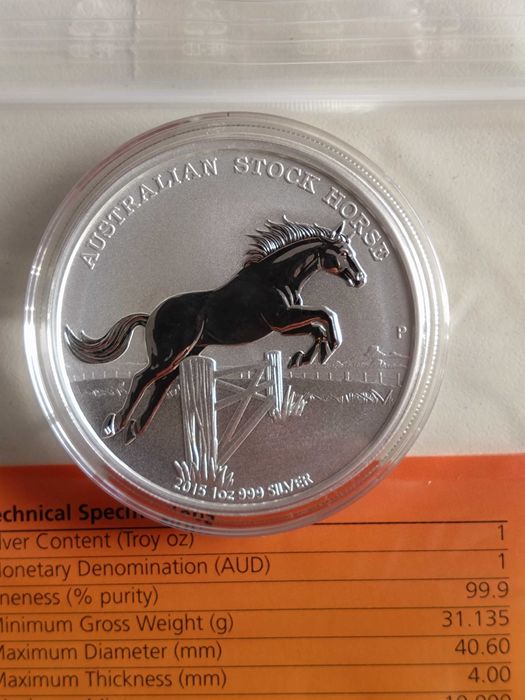 AUSTRALIAN STOCK HORSE
P
2015 1oz 999 SILVER
echnical Speci
lver Content (Troy oz) 1
onetary Denomination (AUD) 1
neness (% purity) 99.9
inimum Gross Weight (g) 31.135
aximum Diameter (mm) 40.60
aximum Thickness (mm) 4.00